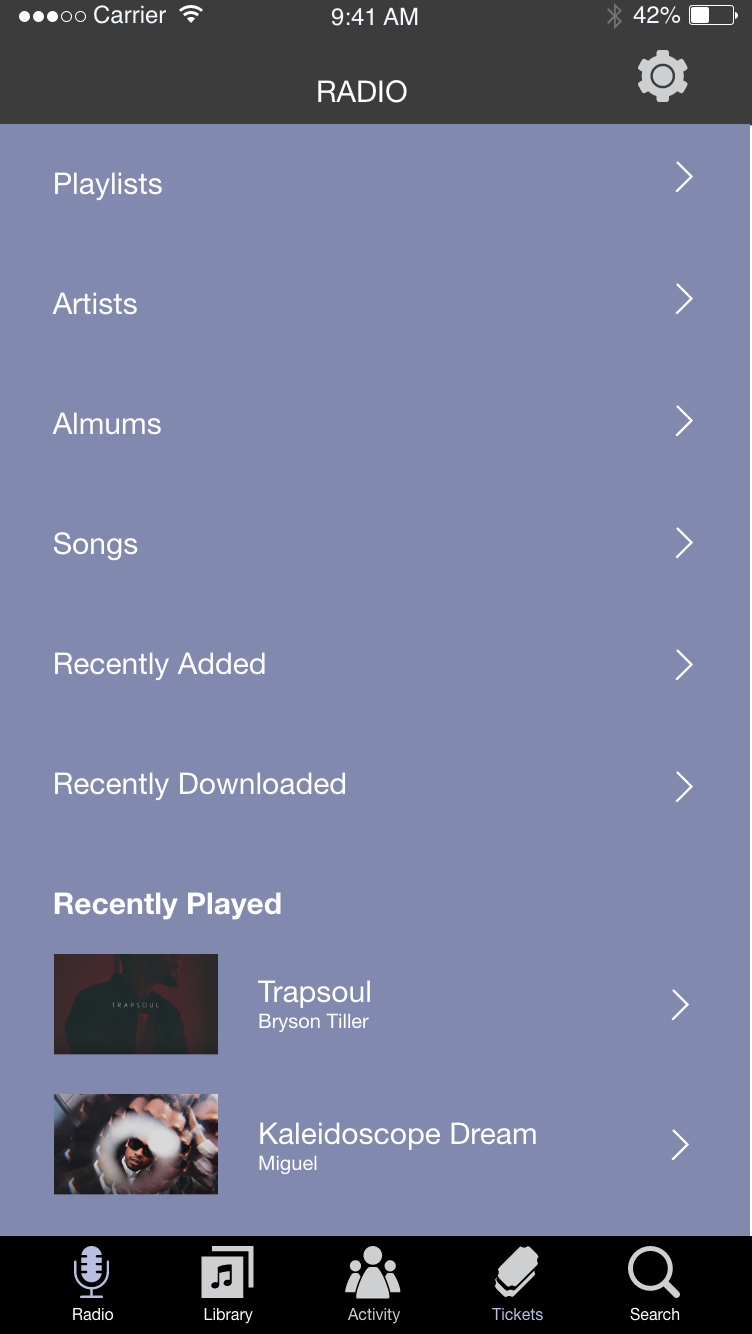 Carrier 9:41 AM 42%
RADIO
Playlists
Artists
Almums
Songs
Recently Added
Recently Downloaded
Recently Played
TRAPSOUL
Trapsoul
Bryson Tiller
Kaleidoscope Dream
Miguel
Radio Library Activity Tickets Search